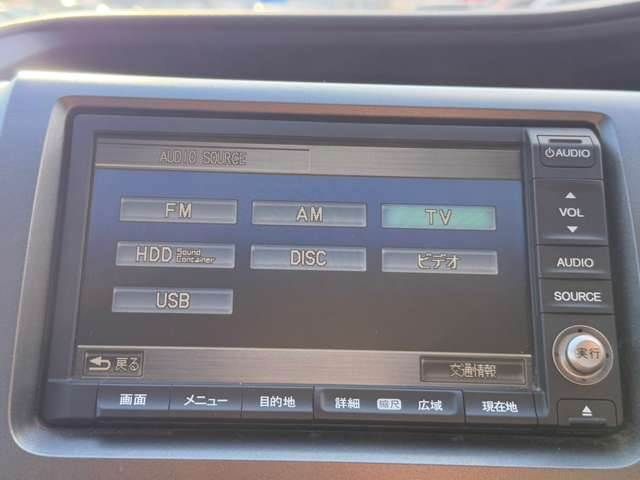 AUDIO SOURCE
AUDIO
FM AM TV
VOL
HDD Sound Container DISC ビデオ
AUDIO
USB
SOURCE
実行
戻る 交通情報
画面 メニュー 目的地 詳細 縮尺 広域 現在地